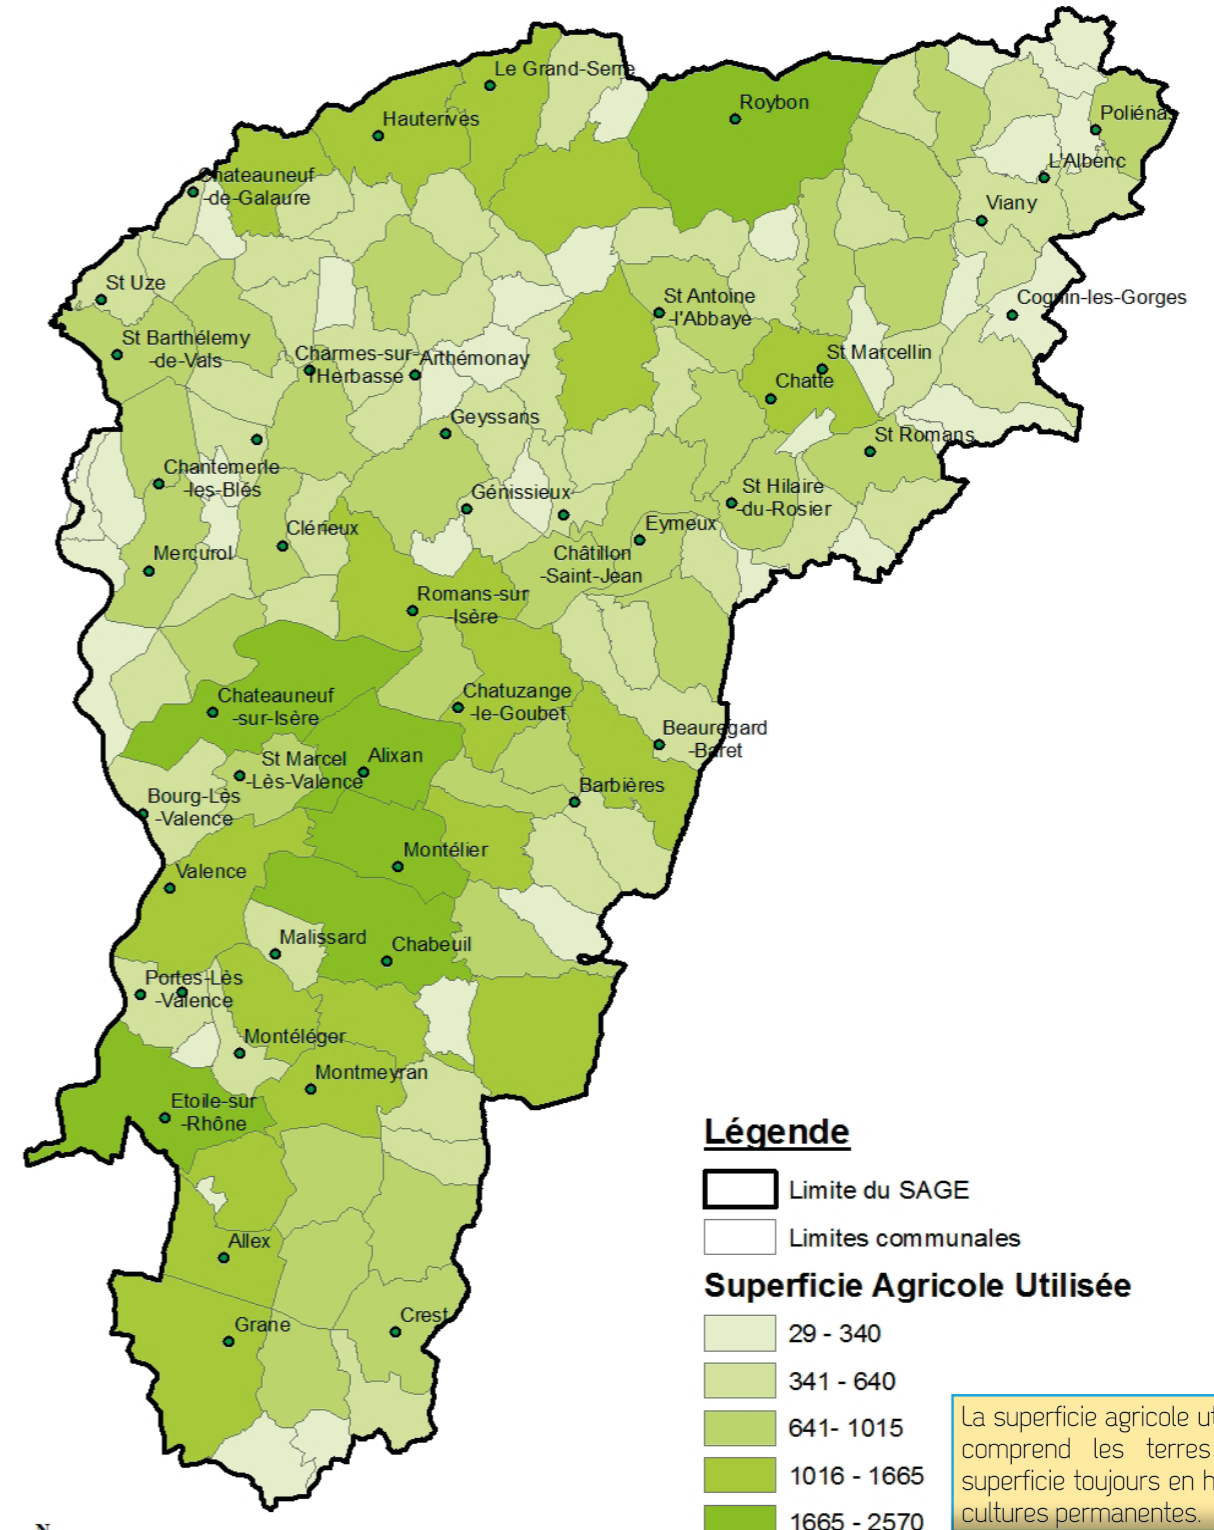 Le Grand-Serre
Roybon
Hauterives
Poliénas
L'Albenc
Chateauneuf
-de-Galaure
Viany
St Uze
St Antoine
-l'Abbaye
Cognin-les-Gorges
St Barthélemy
-de-Vals
Charmes-sur-
l'Herbasse
Arthémonay
St Marcellin
Chatte
Geyssans
St Romans
Chantemerle
-les-Blés
Génissieux
St Hilaire
-du-Rosier
Clérieux
Eymeux
Mercurol
Châtillon
-Saint-Jean
Romans-sur
-Isère
Chateauneuf
-sur-Isère
Chatuzange
-le-Goubet
Beauregard
-Baret
St Marcel
-Lès-Valence
Alixan
Barbières
Bourg-Lès
-Valence
Montélier
Valence
Malissard
Chabeuil
Portes-Lès
-Valence
Montéléger
Montmeyran
Etoile-sur
-Rhône
Allex
Grane
Crest
Légende
Limite du SAGE
Limites communales
Superficie Agricole Utilisée
29 - 340
341 - 640
641- 1015
1016 - 1665
1665 - 2570
La superficie agricole ut
comprend les terres
superficie toujours en h
cultures permanentes.
N